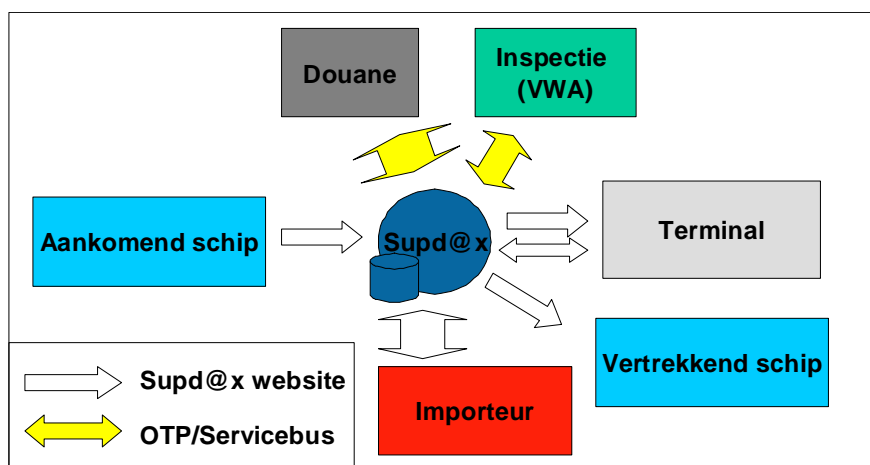 Douane
Inspectie
(VWA)
Aankomend schip
Supd@x
Terminal
Vertrekkend schip
Importeur
Supd@x website
OTP/Servicebus